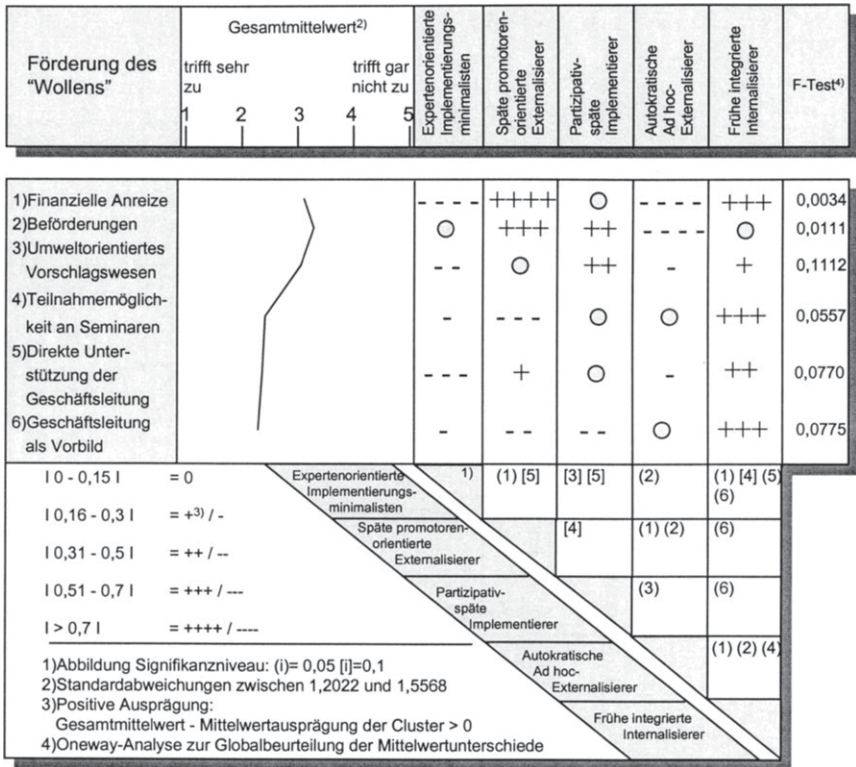 Förderung des
"Wollens"
Gesamtmittelwert2)
trifft sehr
zu
trifft gar
nicht zu
1 2 3 4 5
Expertenorientierte
Implementierungs-
minimalisten
Späte promotoren-
orientierte
Externalisierer
Partizipativ-
späte
Implementierer
Autokratische
Ad hoc-
Externalisierer
Frühe integrierte
Internalisierer
F-Test4)
1)Finanzielle Anreize - - - - ++++ O - - - - +++ 0,0034
2)Beförderungen O +++ ++ - - - - O 0,0111
3)Umweltorientiertes
Vorschlagswesen - - O ++ - + 0,1112
4)Teilnahmemöglich-
keit an Seminaren - - - - O O +++ 0,0557
5)Direkte Unter-
stützung der - - - + O - ++ 0,0770
Geschäftsleitung
6)Geschäftsleitung
als Vorbild - - - - - O +++ 0,0775
I 0 - 0,15 I = 0
I 0,16 - 0,3 I = +3) / -
I 0,31 - 0,5 I = ++ / --
I 0,51 - 0,7 I = +++ / ---
I > 0,7 I = ++++ / ----
Expertenorientierte
Implementierungs-
minimalisten
1) (1) [5] [3] [5] (2) (1) [4] (5)
(6)
Späte promotoren-
orientierte
Externalisierer
[4] (1) (2) (6)
Partizipativ-
späte
Implementierer
(3) (6)
Autokratische
Ad hoc-
Externalisierer
(1) (2) (4)
Frühe integrierte
Internalisierer
1)Abbildung Signifikanzniveau: (i)= 0,05 [i]=0,1
2)Standardabweichungen zwischen 1,2022 und 1,5568
3)Positive Ausprägung:
Gesamtmittelwert - Mittelwertausprägung der Cluster > 0
4)Oneway-Analyse zur Globalbeurteilung der Mittelwertunterschiede